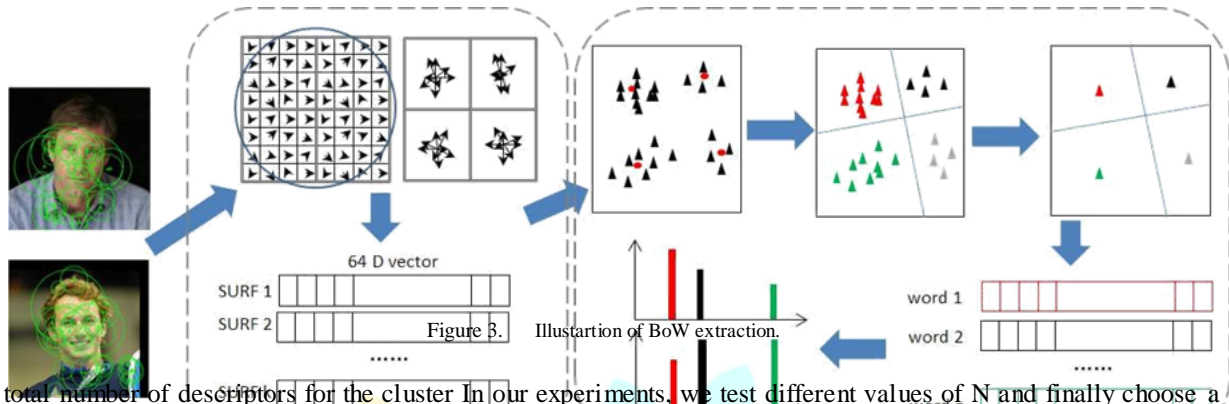 64 D vector
SURF 1
SURF 2
......
word 1
word 2
......
Figure 3. Illustartion of BoW extraction.
total number of descriptors for the cluster In our experiments, we test different values of N and finally choose a